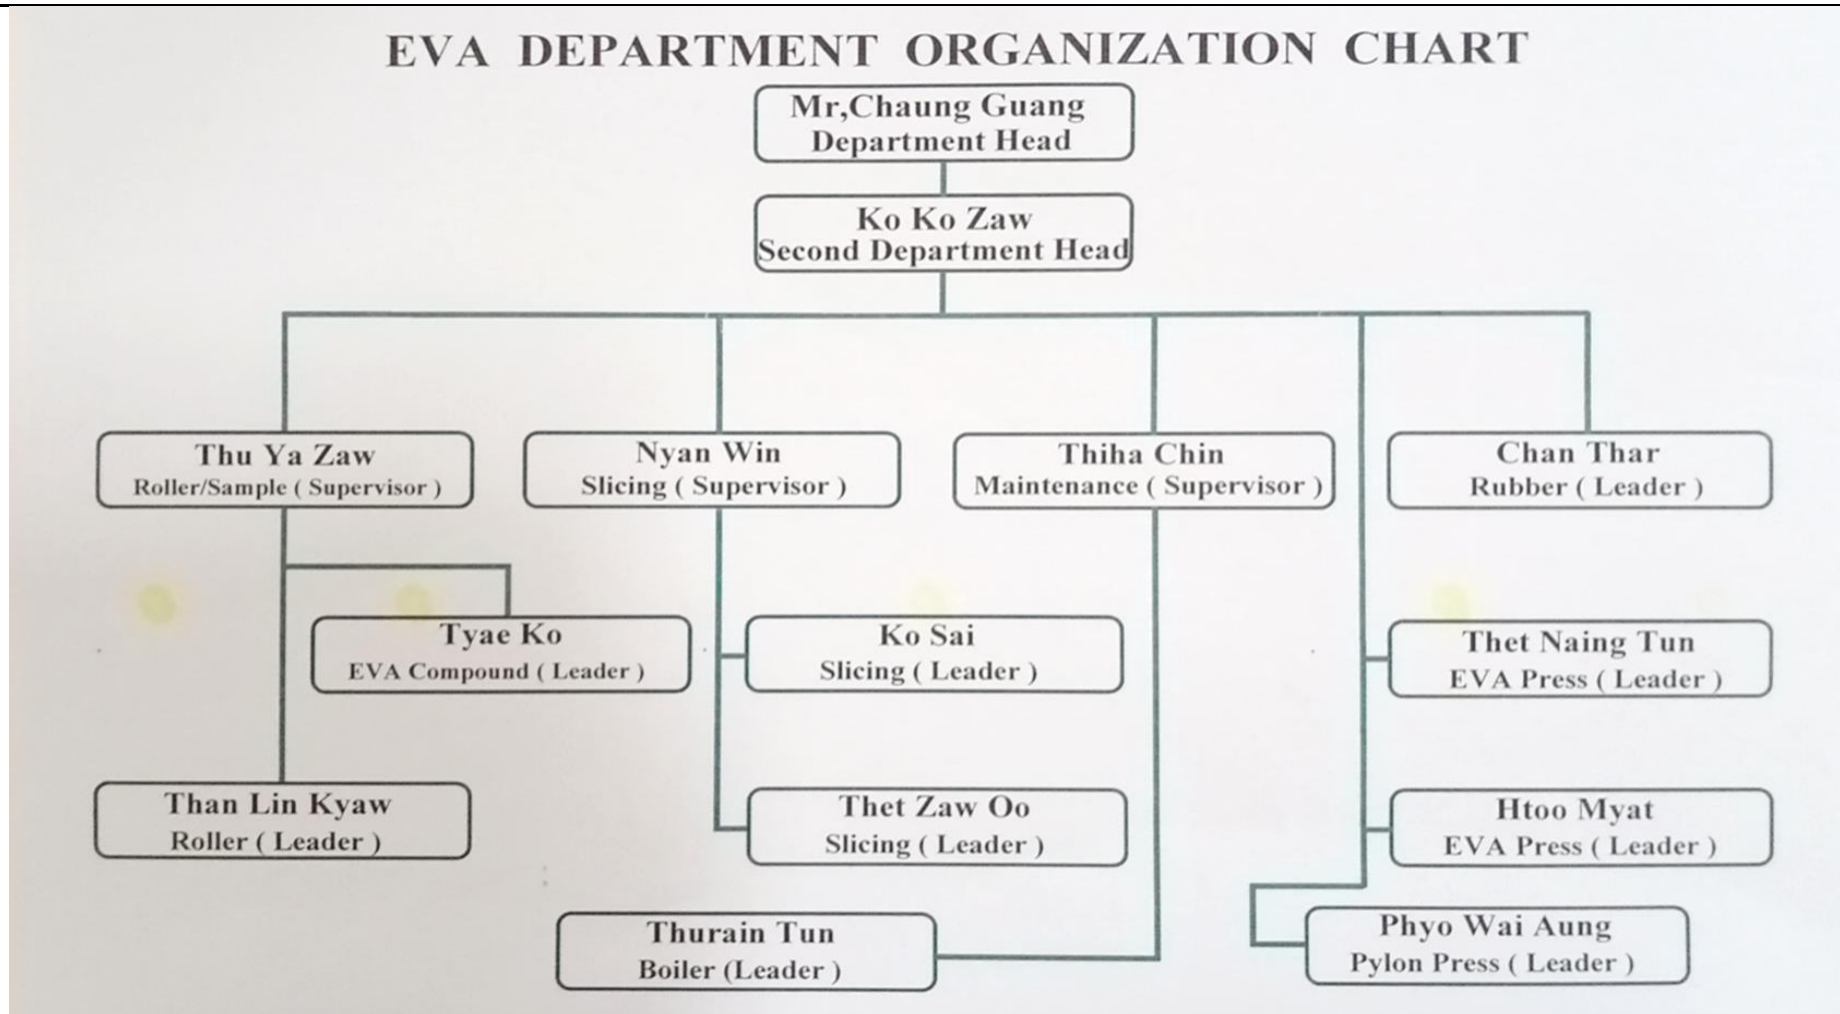 EVA DEPARTMENT ORGANIZATION CHART
Mr,Chaung Guang
Department Head
Ko Ko Zaw
Second Department Head
Thu Ya Zaw
Roller/Sample ( Supervisor )
Nyan Win
Slicing ( Supervisor )
Thiha Chin
Maintenance ( Supervisor )
Chan Thar
Rubber ( Leader )
Tyae Ko
EVA Compound ( Leader )
Ko Sai
Slicing ( Leader )
Thet Naing Tun
EVA Press ( Leader )
Than Lin Kyaw
Roller ( Leader )
Thet Zaw Oo
Slicing ( Leader )
Htoo Myat
EVA Press ( Leader )
Thurain Tun
Boiler (Leader )
Phyo Wai Aung
Pylon Press ( Leader )